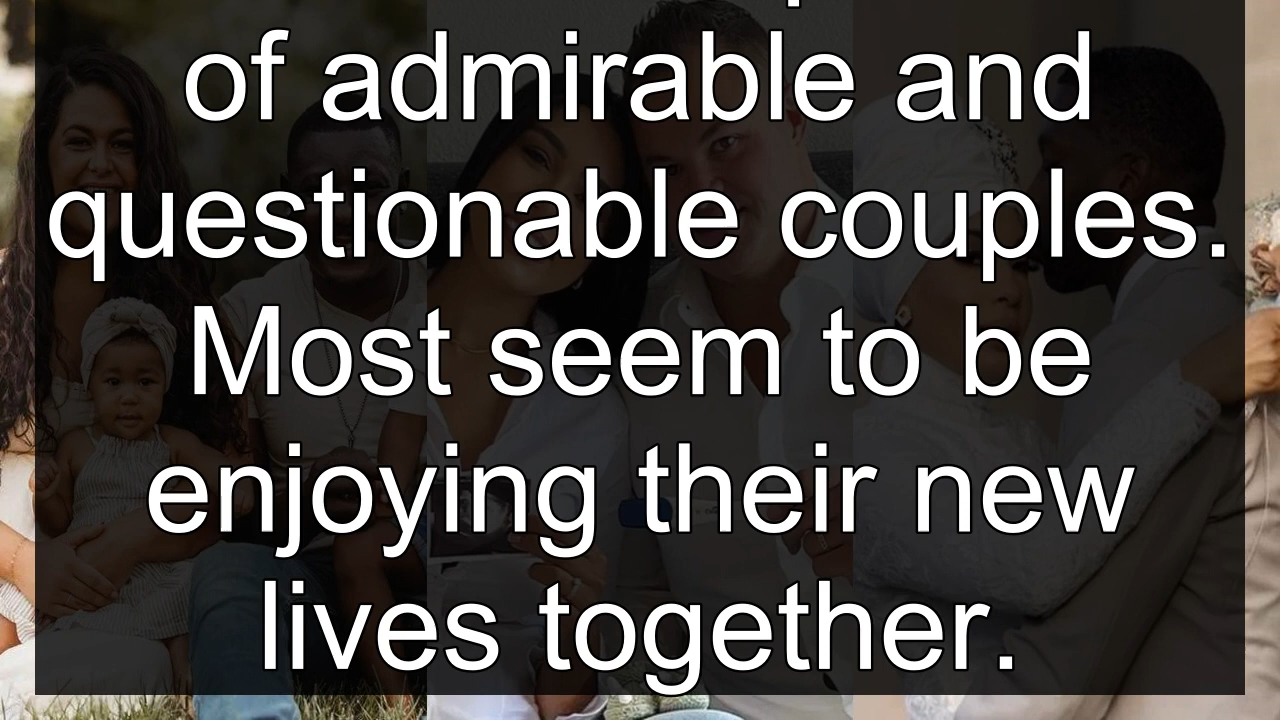 of admirable and
questionable couples.
Most seem to be
enjoying their new
lives together.